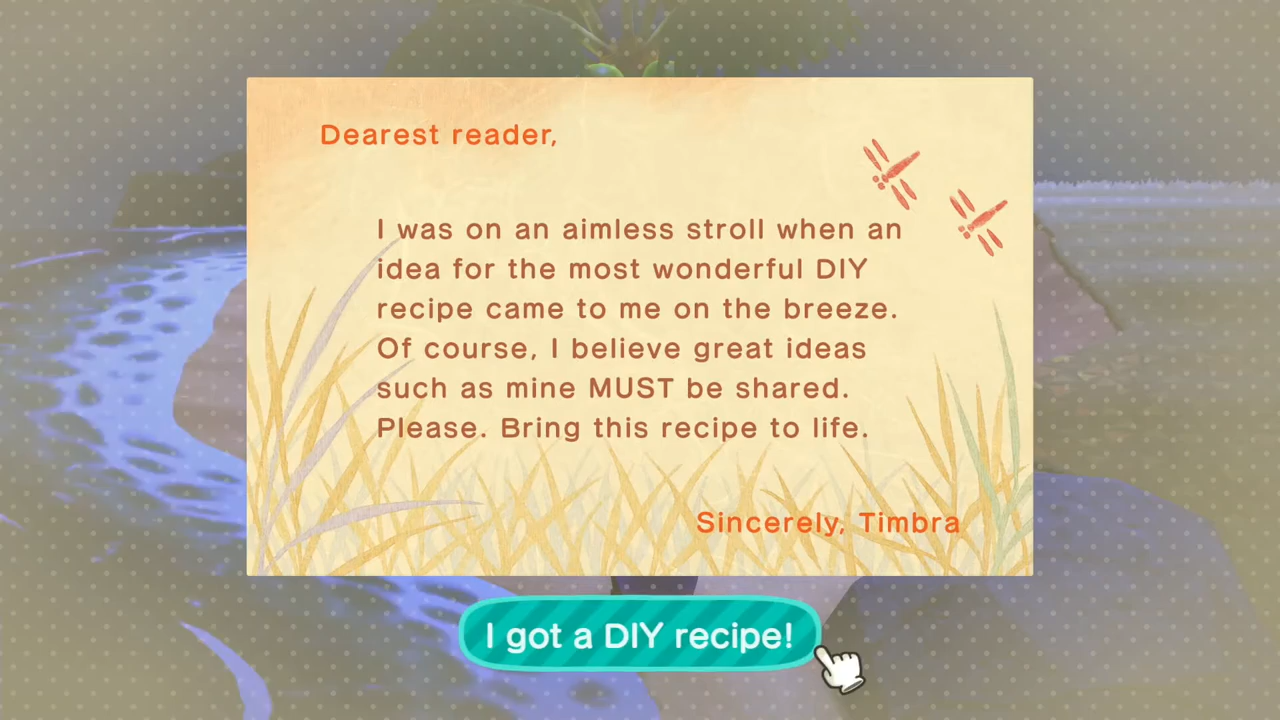 Dearest reader,
I was on an aimless stroll when an
idea for the most wonderful DIY
recipe came to me on the breeze.
Of course, I believe great ideas
such as mine MUST be shared.
Please. Bring this recipe to life.
Sincerely, Timbra
I got a DIY recipe!